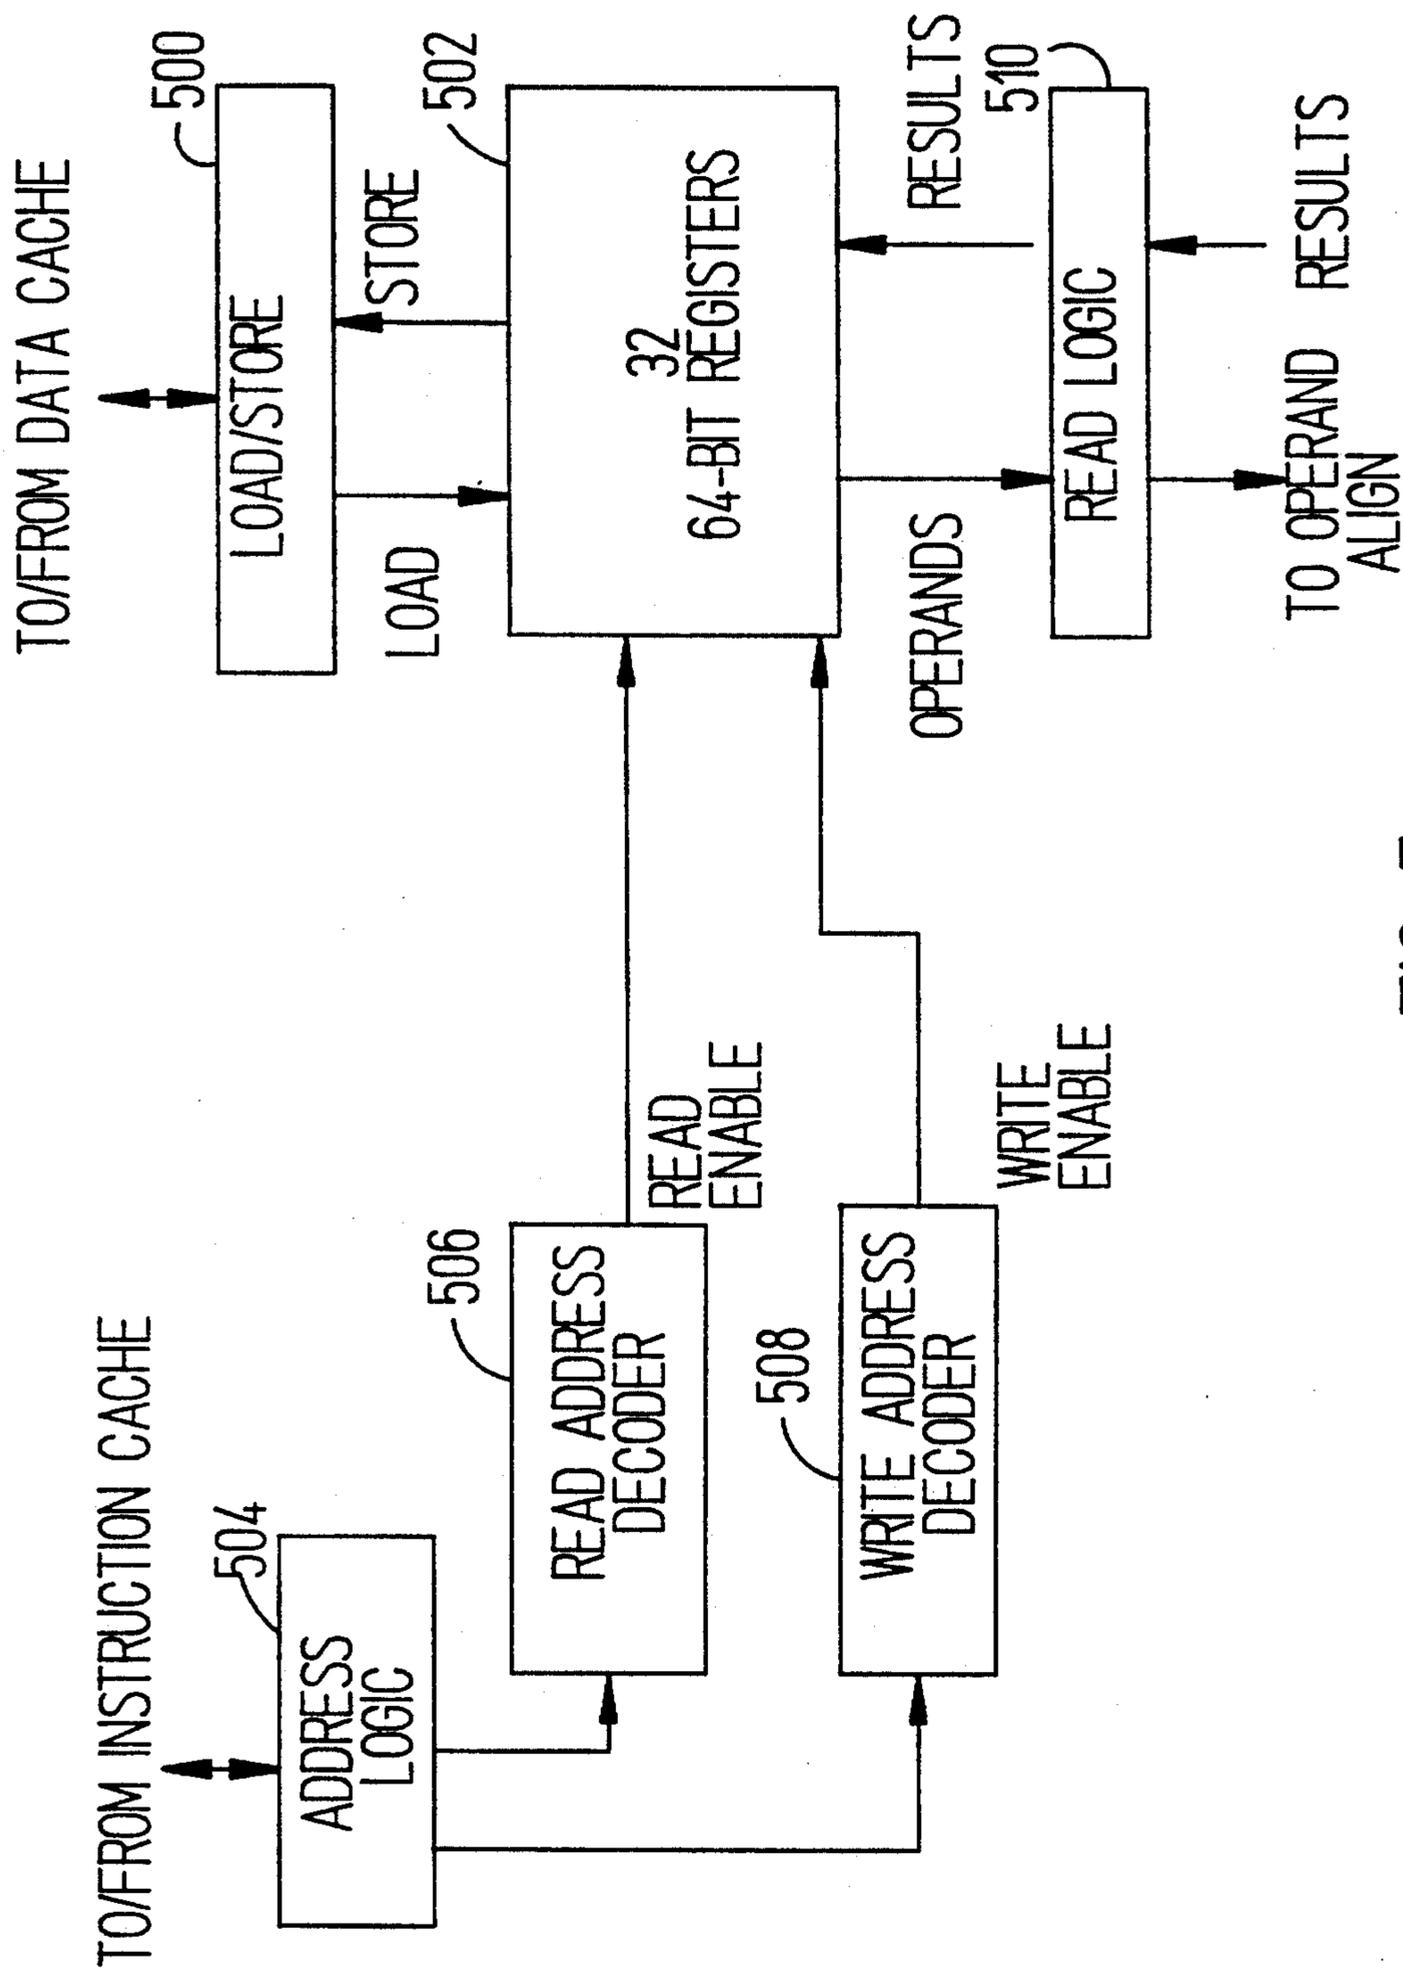 TO/FROM INSTRUCTION CACHE
504
ADDRESS
LOGIC
506
READ ADDRESS
DECODER
READ
ENABLE
508
WRITE ADDRESS
DECODER
WRITE
ENABLE
TO/FROM DATA CACHE
500
LOAD/STORE
LOAD
STORE
502
32
64-BIT REGISTERS
OPERANDS
RESULTS
510
READ LOGIC
TO OPERAND
ALIGN
RESULTS